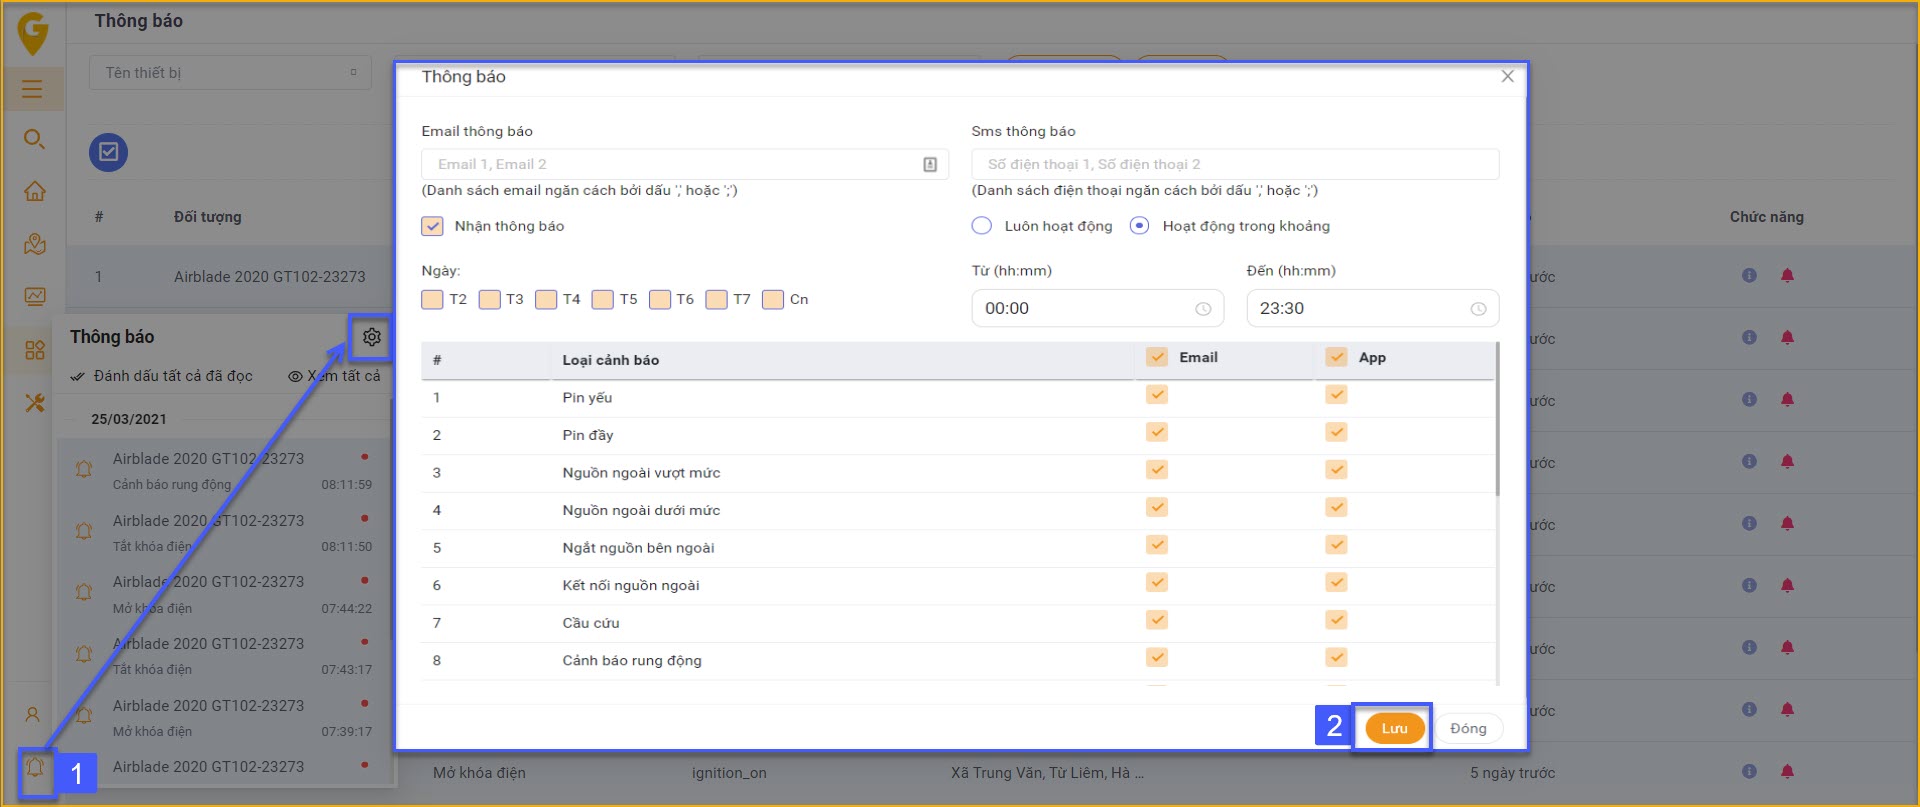 Thông báo
Tên thiết bị
# Đối tượng Chức năng
1 Airblade 2020 GT102-23273 ước
ước
ước
ước
ước
ước
ước
ước
Thông báo
Đánh dấu tất cả đã đọc Xem tất cả
25/03/2021
Airblade 2020 GT102-23273
Cảnh báo rung động 08:11:59
Airblade 2020 GT102-23273
Tắt khóa điện 08:11:50
Airblade 2020 GT102-23273
Mở khóa điện 07:44:22
Airblade 2020 GT102-23273
Tắt khóa điện 07:43:17
Airblade 2020 GT102-23273
Mở khóa điện 07:39:17
Airblade 2020 GT102-23273
1
Thông báo
Email thông báo Sms thông báo
Email 1, Email 2 Số điện thoại 1, Số điện thoại 2
(Danh sách email ngăn cách bởi dấu ',' hoặc ';') (Danh sách điện thoại ngăn cách bởi dấu ',' hoặc ';')
Nhận thông báo Luôn hoạt động Hoạt động trong khoảng
Ngày: Từ (hh:mm) Đến (hh:mm)
T2 T3 T4 T5 T6 T7 Cn 00:00 23:30
# Loại cảnh báo Email App
1 Pin yếu
2 Pin đầy
3 Nguồn ngoài vượt mức
4 Nguồn ngoài dưới mức
5 Ngắt nguồn bên ngoài
6 Kết nối nguồn ngoài
7 Cầu cứu
8 Cảnh báo rung động
2 Lưu Đóng
Mở khóa điện ignition_on Xã Trung Văn, Từ Liêm, Hà ... 5 ngày trước